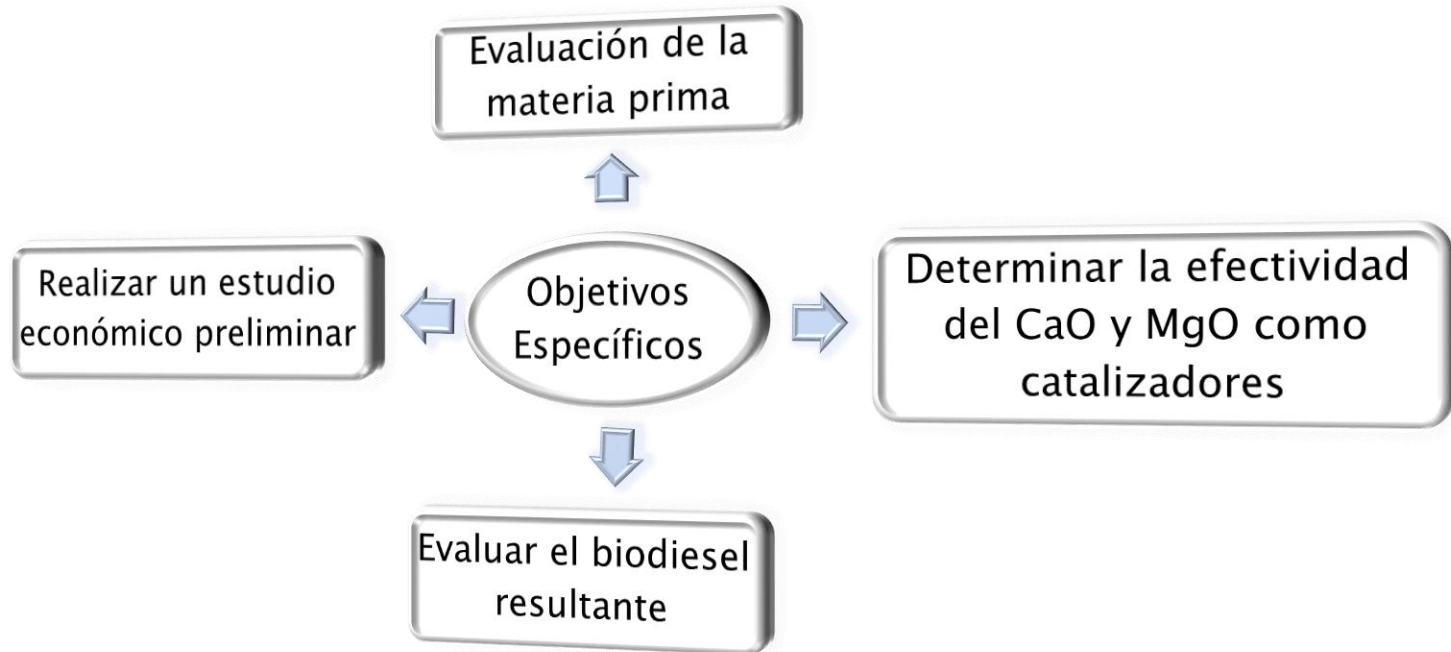 Evaluación de la
materia prima
Realizar un estudio
económico preliminar
Objetivos
Específicos
Determinar la efectividad
del CaO y MgO como
catalizadores
Evaluar el biodiesel
resultante